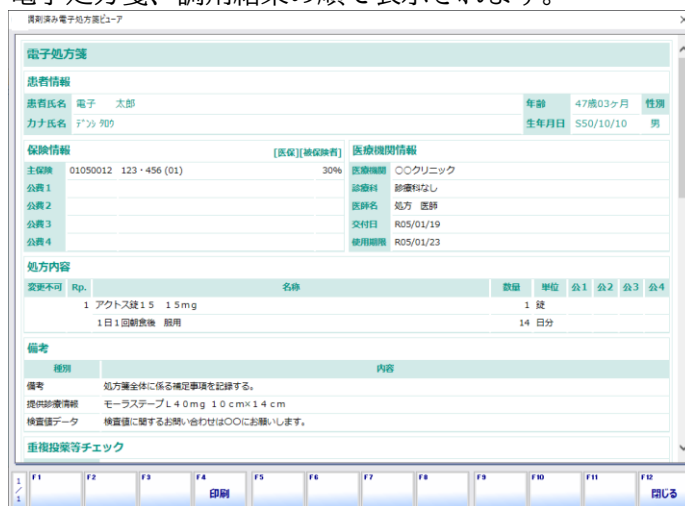 電子処方箋、調剤結果の順で表示されます。
調剤済み電子処方箋ビューア
電子処方箋
患者情報
患者氏名 電子 太郎 年齢 47歳03ヶ月 性別
カナ氏名 ﾃﾞﾝｼ ﾀﾛｳ 生年月日 S50/10/10 男
保険情報 [医保][被保険者] 医療機関情報
主保険 01050012 123・456 (01) 30% 医療機関 〇〇クリニック
公費1 診療科 診療科なし
公費2 医師名 処方 医師
公費3 交付日 R05/01/19
公費4 使用期限 R05/01/23
処方内容
変更不可 Rp. 名称 数量 単位 公1 公2 公3 公4
1 アクトス錠15 15mg 1 錠
1日1回朝食後 服用 14 日分
備考
種別 内容
備考 処方箋全体に係る補足事項を記録する。
提供診療情報 モーラステープL40mg 10cm×14cm
検査値データ 検査値に関するお問い合わせは〇〇にお願いします。
重複投薬等チェック
1/1 F1 F2 F3 F4 印刷 F5 F6 F7 F8 F9 F10 F11 F12 閉じる